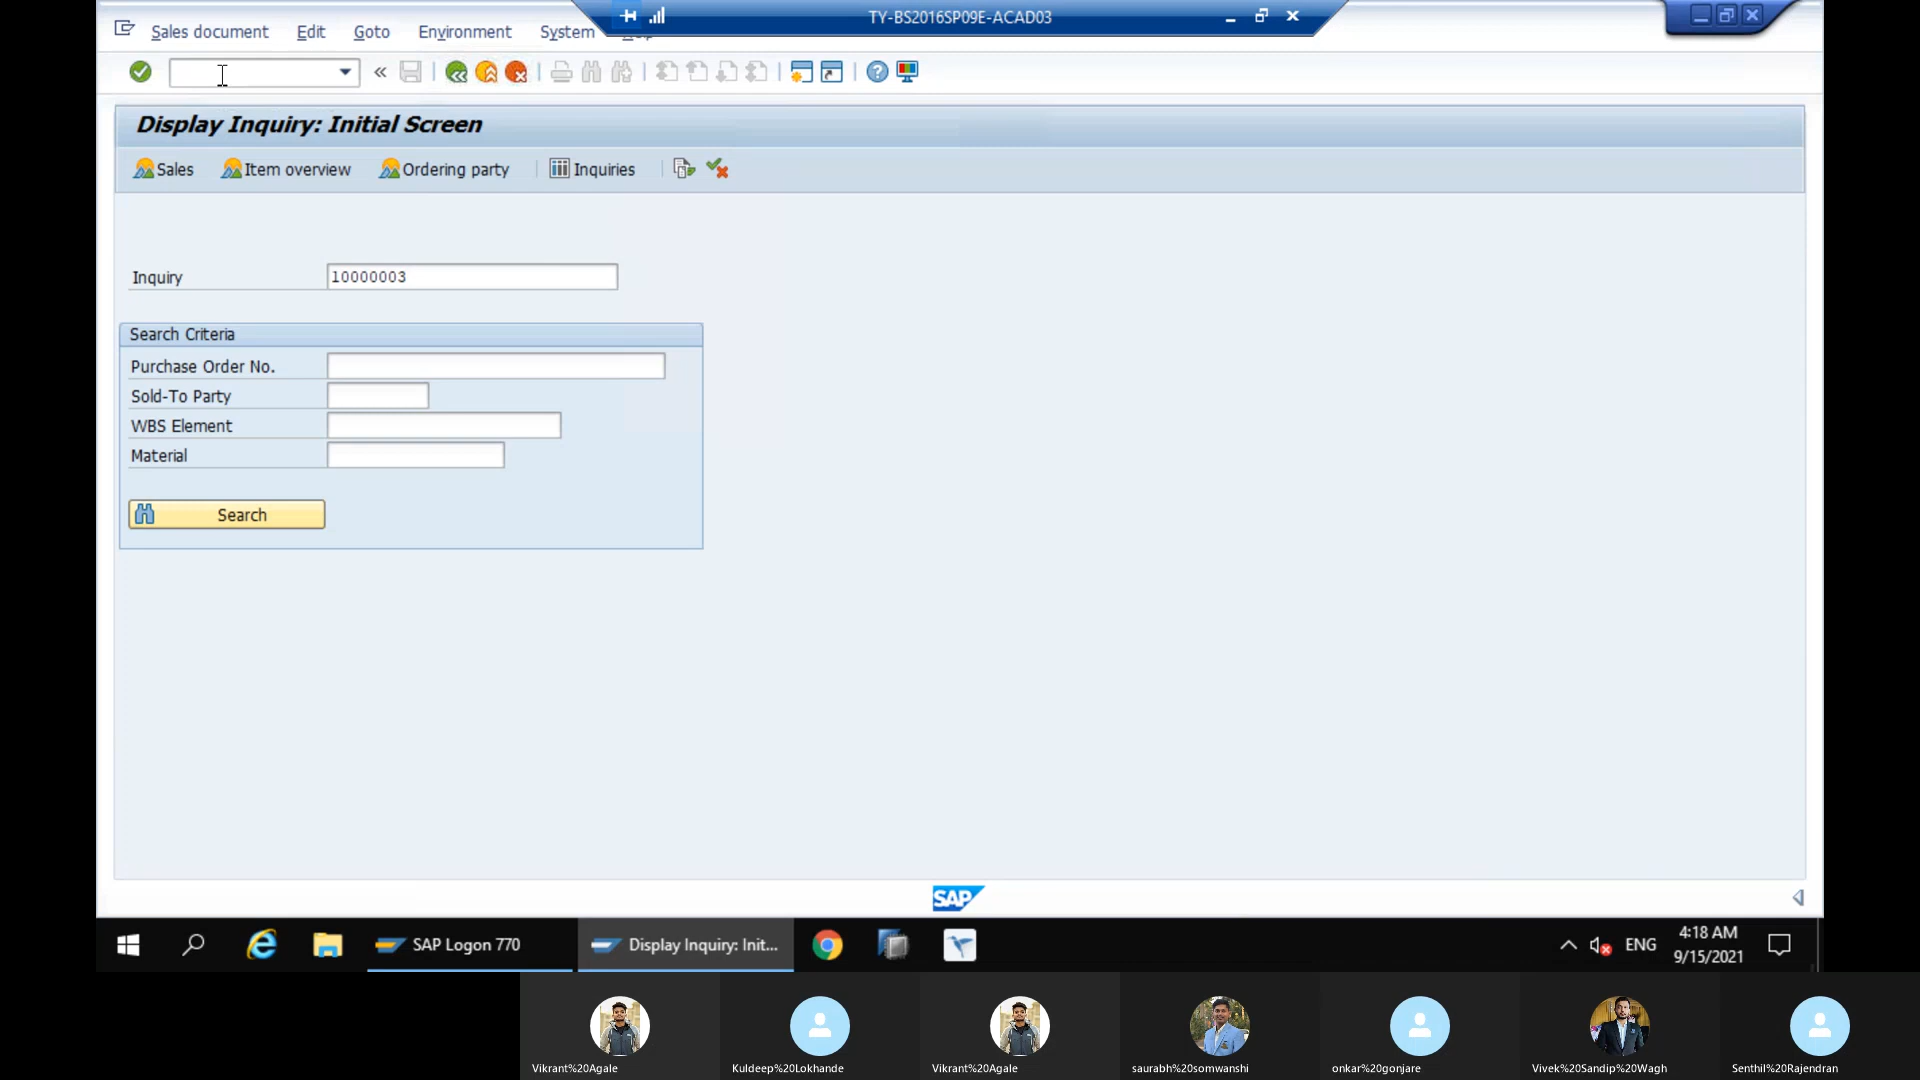 TY-BS2016SP09E-ACAD03
Sales document Edit Goto Environment System
Display Inquiry: Initial Screen
Sales Item overview Ordering party Inquiries
Inquiry 10000003
Search Criteria
Purchase Order No.
Sold-To Party
WBS Element
Material
Search
SAP
SAP Logon 770 Display Inquiry: Init... ENG 4:18 AM
9/15/2021
Vikrant%20Agale Kuldeep%20Lokhande Vikrant%20Agale saurabh%20somwanshi onkar%20gonjare Vivek%20Sandip%20Wagh Senthil%20Rajendran